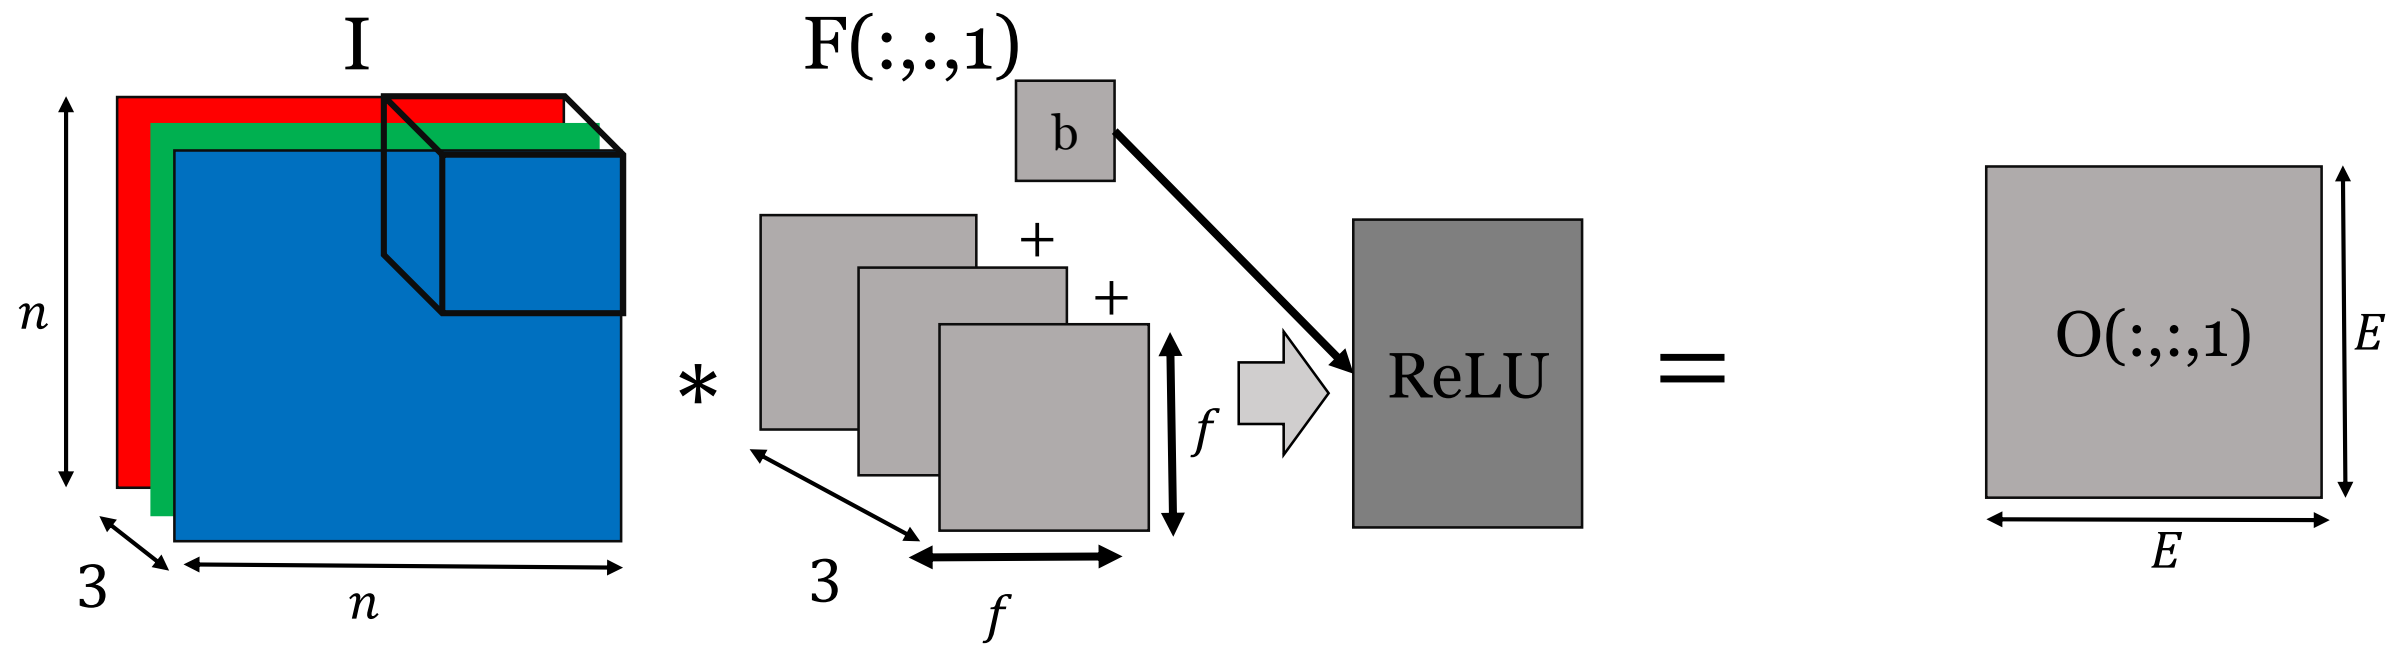 I
F(:,:,1)
b
+
+
n
*
f
ReLU
=
O(:,:,1)
E
3
n
3
f
E